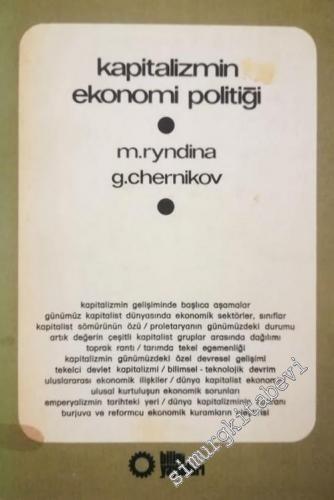 kapitalizmin
ekonomi politiği
m.ryndina
g.chernikov
kapitalizmin gelişiminde başlıca aşamalar
günümüz kapitalist dünyasında ekonomik sektörler, sınıflar
kapitalist sömürünün özü / proletaryanın günümüzdeki durumu
artık değerin çeşitli kapitalist gruplar arasında dağılımı
toprak rantı / tarımda tekel egemenliği
kapitalizmin günümüzdeki özel devresel gelişimi
tekelci devlet kapitalizmi / bilimsel - teknolojik devrim
uluslararası ekonomik ilişkiler / dünya kapitalist ekonomi
ulusal kurtuluşun ekonomik sorunları
emperyalizmin tarihteki yeri / dünya kapitalizminin
burjuva ve reformcu ekonomik kuramların eleştirisi
simurgkitabevi